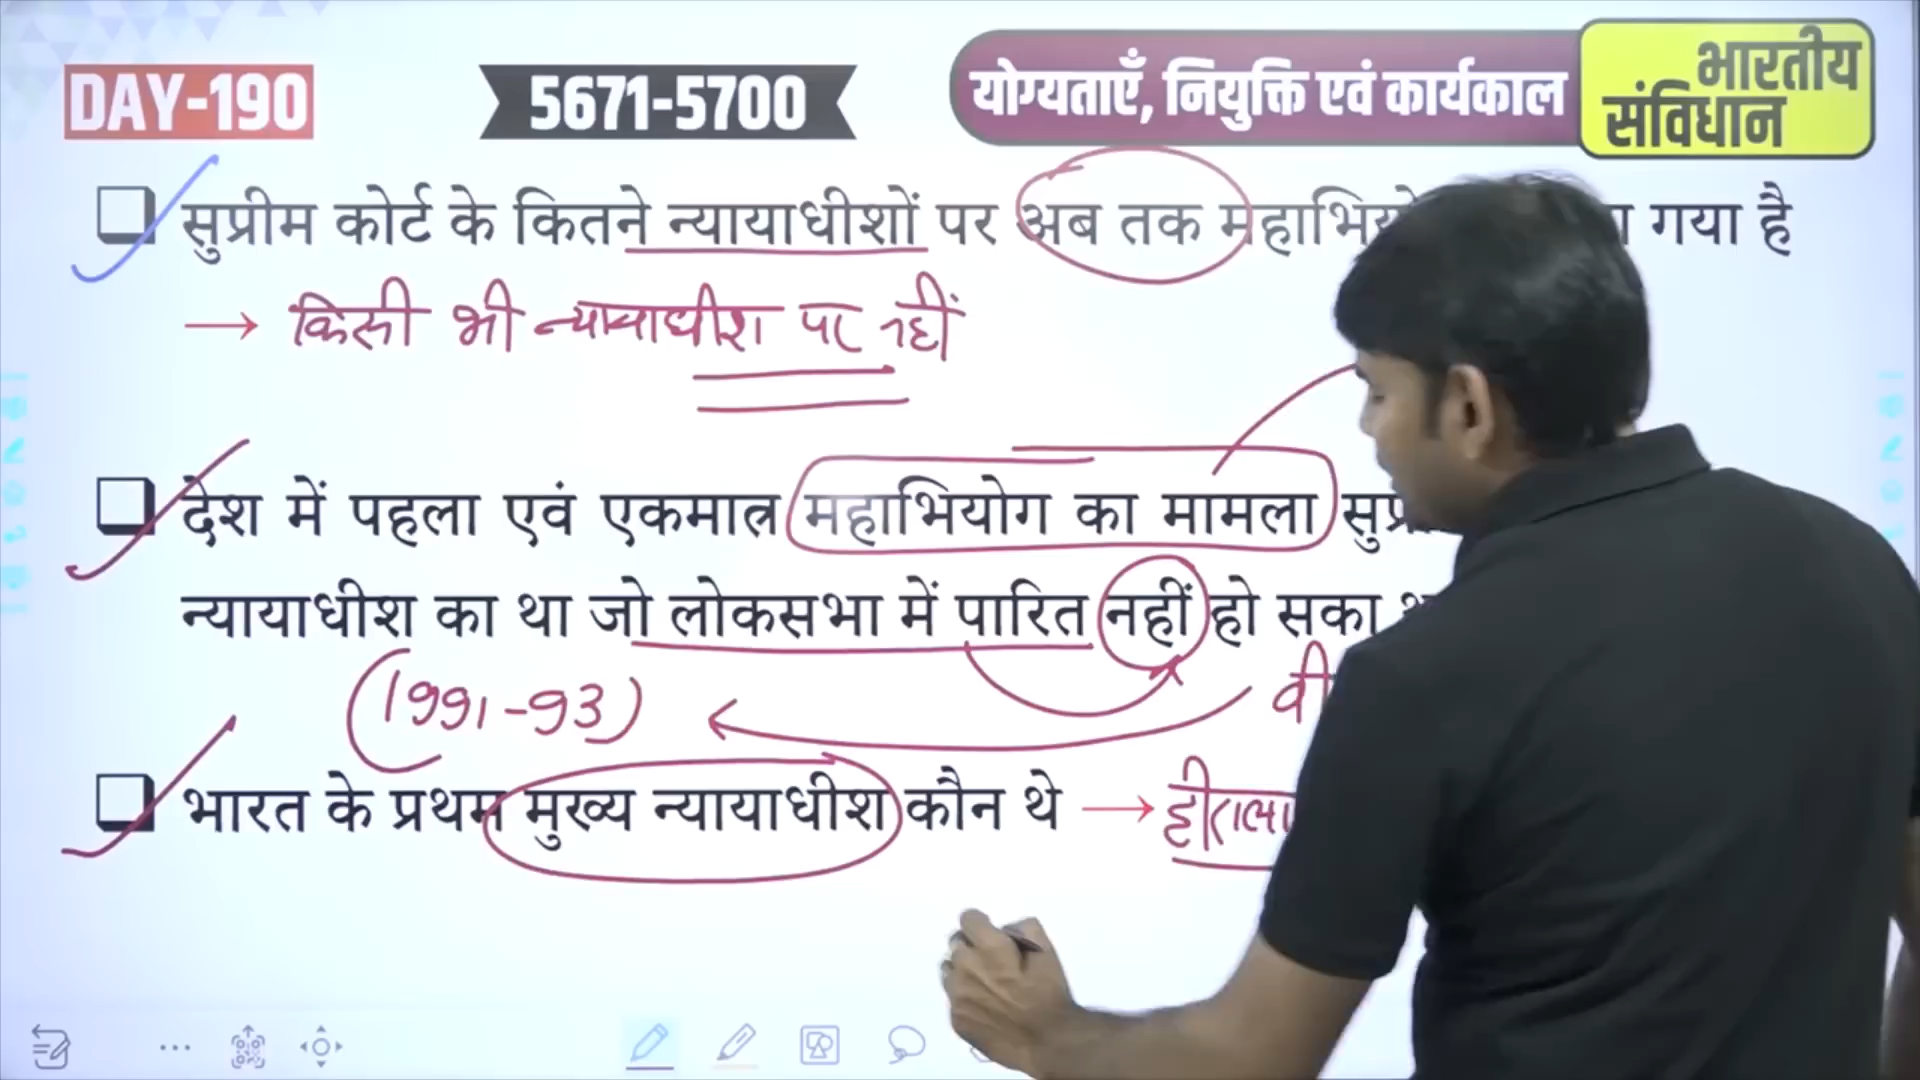 DAY-190
5671-5700
योग्यताएँ, नियुक्ति एवं कार्यकाल
भारतीय
संविधान
सुप्रीम कोर्ट के कितने न्यायाधीशों पर अब तक गया है
→ किसी भी न्यायाधीश पर नहीं
देश में पहला एवं एकमात्र महाभियोग का मामला
न्यायाधीश का था जो लोकसभा में पारित नहीं हो सका
(1991-93)
भारत के प्रथम मुख्य न्यायाधीश कौन थे →